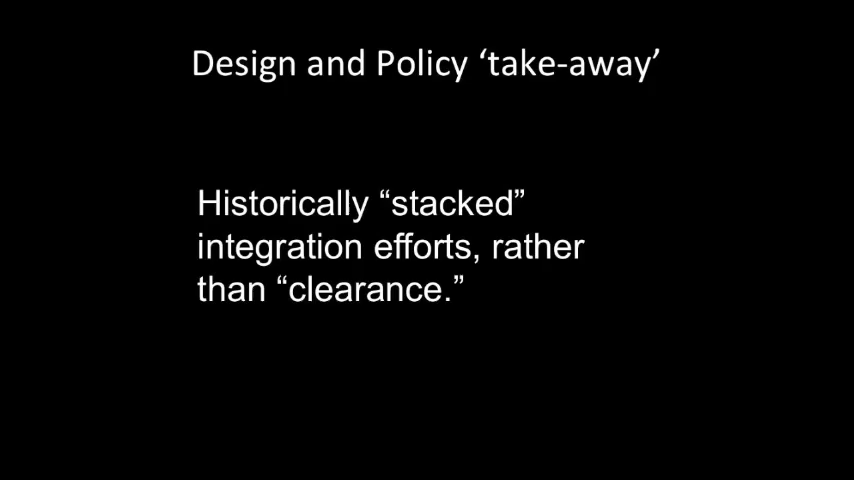 Design and Policy ‘take-away’
Historically “stacked”
integration efforts, rather
than “clearance.”